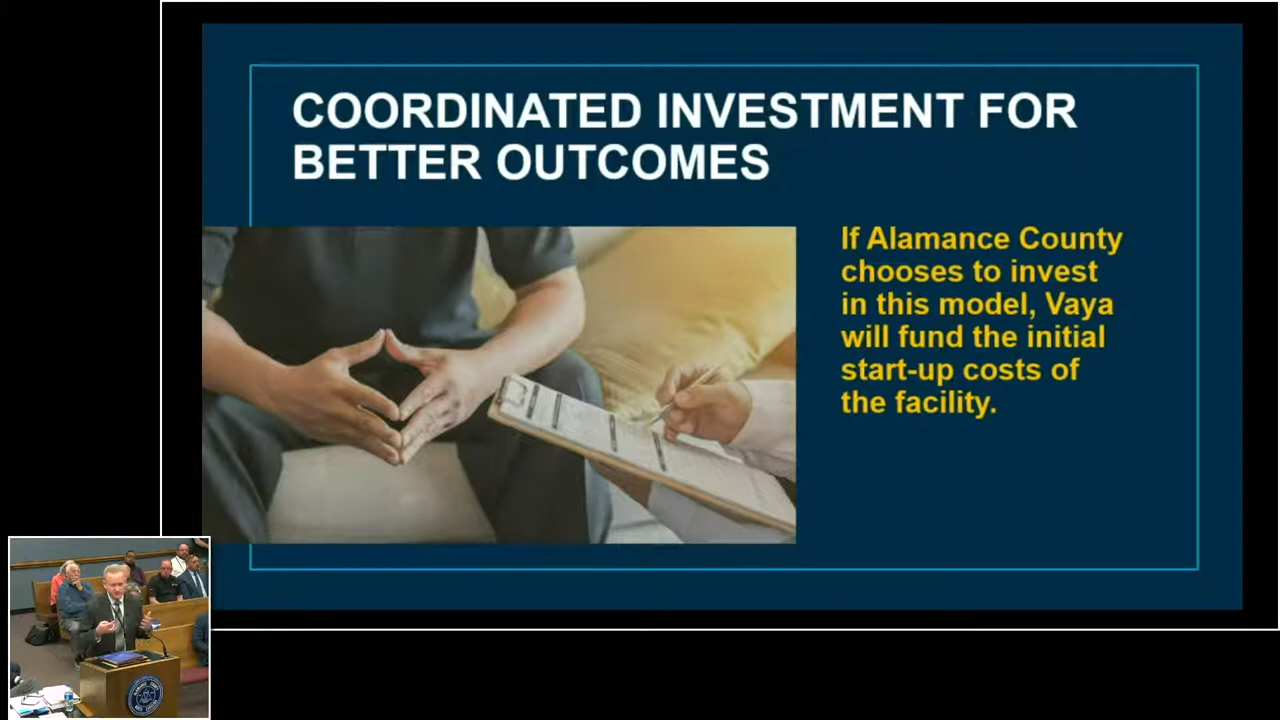 COORDINATED INVESTMENT FOR
BETTER OUTCOMES
If Alamance County
chooses to invest
in this model, Vaya
will fund the initial
start-up costs of
the facility.